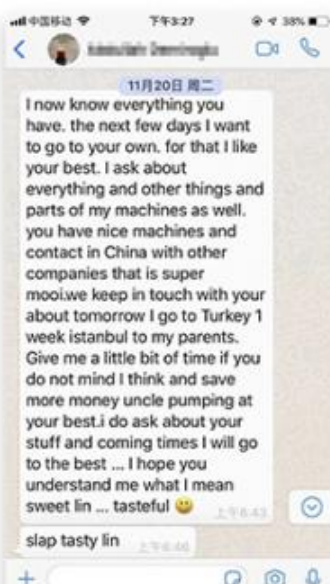 中国移动
下午3:27
38%
11月20日 周二
I now know everything you
have. the next few days I want
to go to your own. for that I like
your best. I ask about
everything and other things and
parts of my machines as well.
you have nice machines and
contact in China with other
companies that is super
mooi.we keep in touch with your
about tomorrow I go to Turkey 1
week istanbul to my parents.
Give me a little bit of time if you
do not mind I think and save
more money uncle pumping at
your best.i do ask about your
stuff and coming times I will go
to the best ... I hope you
understand me what I mean
sweet lin ... tasteful 😀
上午6:43
slap tasty lin
上午6:46